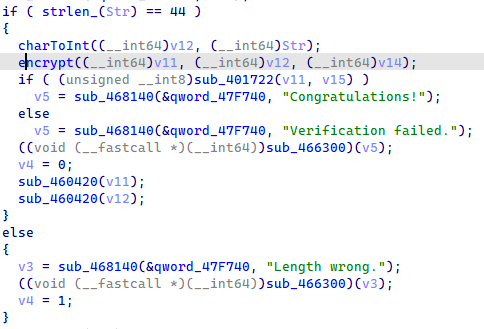 if ( strlen_(Str) == 44 )
{
charToInt((__int64)v12, (__int64)Str);
encrypt((__int64)v11, (__int64)v12, (__int64)v14);
if ( (unsigned __int8)sub_401722(v11, v15) )
v5 = sub_468140(&qword_47F740, "Congratulations!");
else
v5 = sub_468140(&qword_47F740, "Verification failed.");
((void (__fastcall *)(__int64))sub_466300)(v5);
v4 = 0;
sub_460420(v11);
sub_460420(v12);
}
else
{
v3 = sub_468140(&qword_47F740, "Length wrong.");
((void (__fastcall *)(__int64))sub_466300)(v3);
v4 = 1;
}